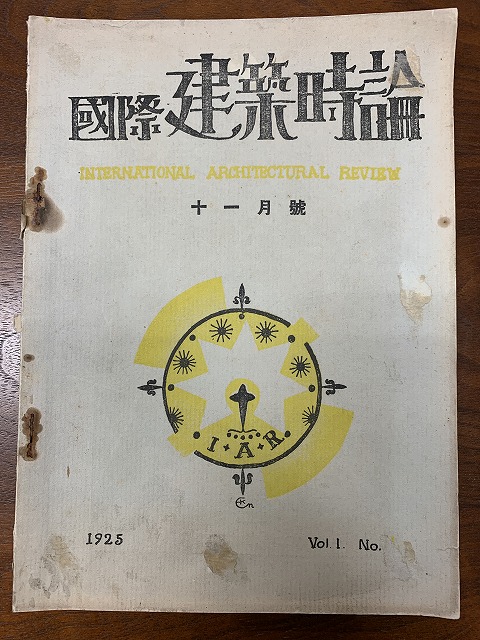 國際建築時論
INTERNATIONAL ARCHITECTURAL REVIEW
十一月號
I·A·R
1925
Vol. 1. No.